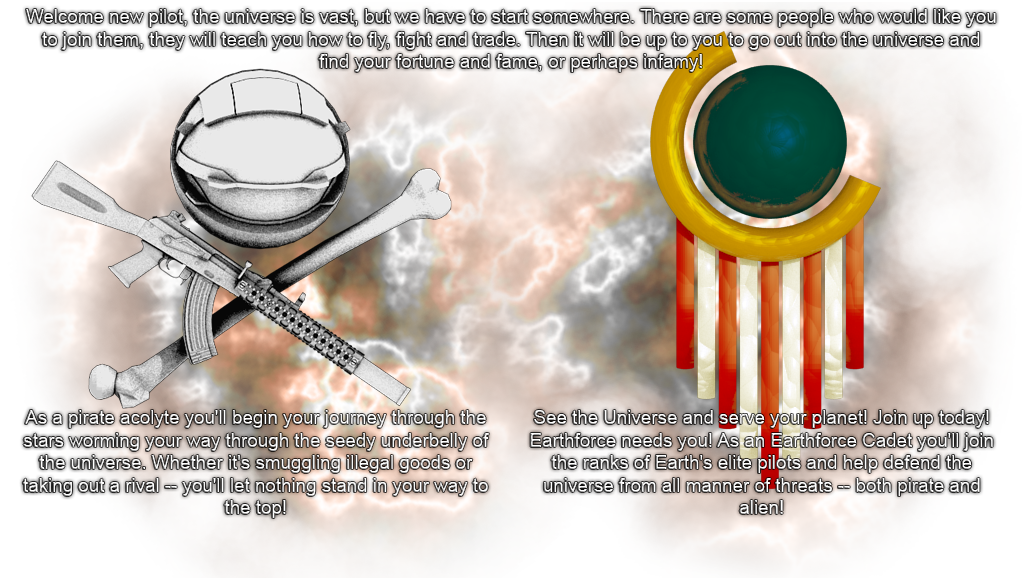 Welcome new pilot, the universe is vast, but we have to start somewhere. There are some people who would like you
to join them, they will teach you how to fly, fight and trade. Then it will be up to you to go out into the universe and
find your fortune and fame, or perhaps infamy!
As a pirate acolyte you'll begin your journey through the
stars worming your way through the seedy underbelly of
the universe. Whether it's smuggling illegal goods or
taking out a rival -- you'll let nothing stand in your way to
the top!
See the Universe and serve your planet! Join up today!
Earthforce needs you! As an Earthforce Cadet you'll join
the ranks of Earth's elite pilots and help defend the
universe from all manner of threats -- both pirate and
alien!